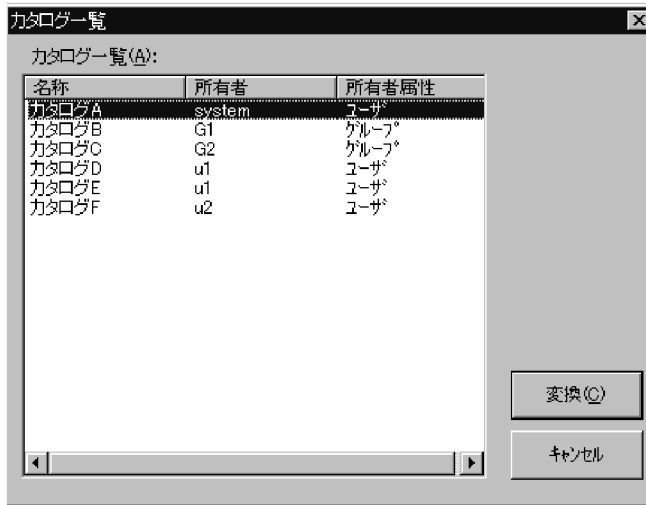 カタログ一覧
カタログ一覧(A):
名称 所有者 所有者属性
カタログA system ユーザ
カタログB G1 グループ
カタログC G2 グループ
カタログD u1 ユーザ
カタログE u1 ユーザ
カタログF u2 ユーザ
変換(C)
キャンセル